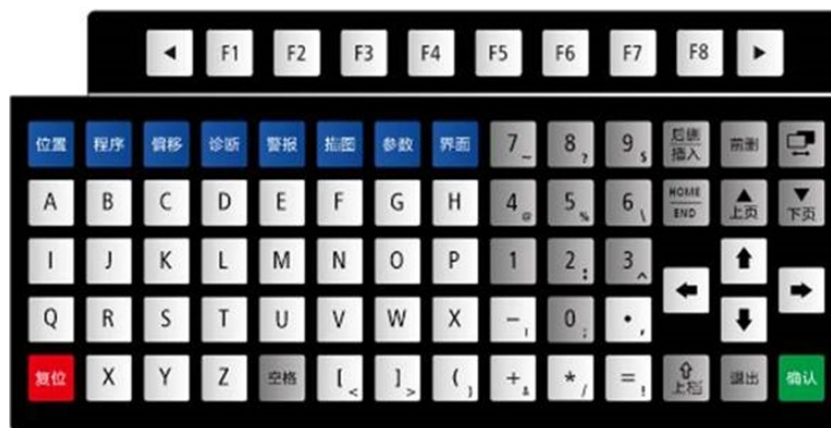 ◀ F1 F2 F3 F4 F5 F6 F7 F8 ▶
位置 程序 偏移 诊断 警报 描图 参数 界面 7 ~ 8 ? 9 $ 后删 插入 前删
A B C D E F G H 4 @ 5 % 6 \ HOME END ▲ 上页 ▼ 下页
I J K L M N O P 1 2 : 3 ^ ↑
← →
Q R S T U V W X - 0 ; • , ↓
复位 X Y Z 空格 [ < ] > ( ) + & * / = ! ⇧ 上档 退出 确认